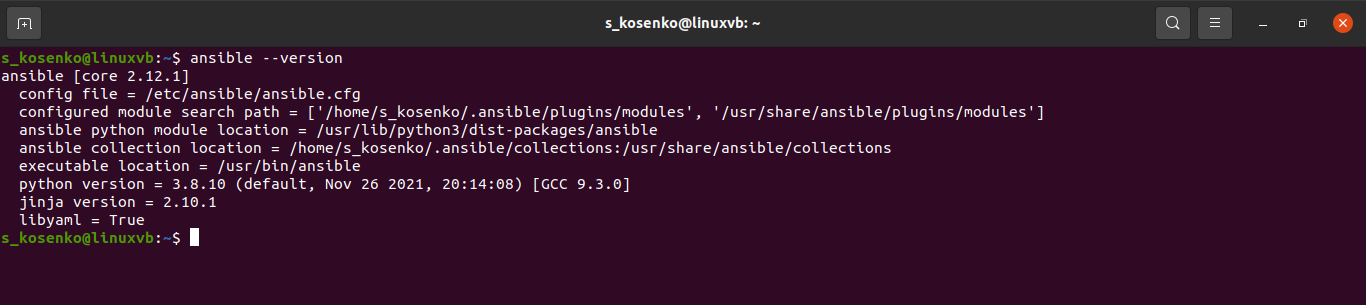 s_kosenko@linuxvb: ~
s_kosenko@linuxvb:~$ ansible --version
ansible [core 2.12.1]
  config file = /etc/ansible/ansible.cfg
  configured module search path = ['/home/s_kosenko/.ansible/plugins/modules', '/usr/share/ansible/plugins/modules']
  ansible python module location = /usr/lib/python3/dist-packages/ansible
  ansible collection location = /home/s_kosenko/.ansible/collections:/usr/share/ansible/collections
  executable location = /usr/bin/ansible
  python version = 3.8.10 (default, Nov 26 2021, 20:14:08) [GCC 9.3.0]
  jinja version = 2.10.1
  libyaml = True
s_kosenko@linuxvb:~$